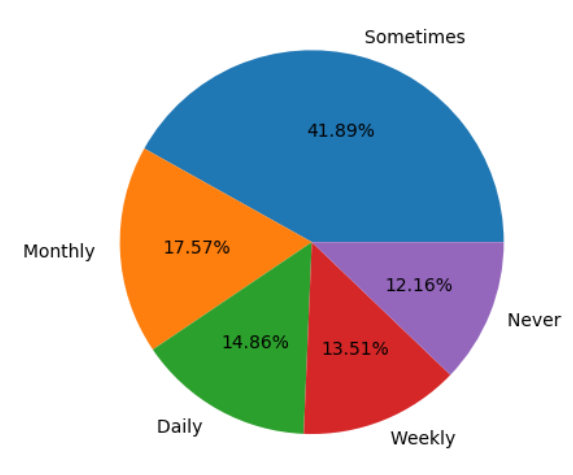 Sometimes
41.89%
Monthly
17.57%
Daily
14.86%
Weekly
13.51%
Never
12.16%